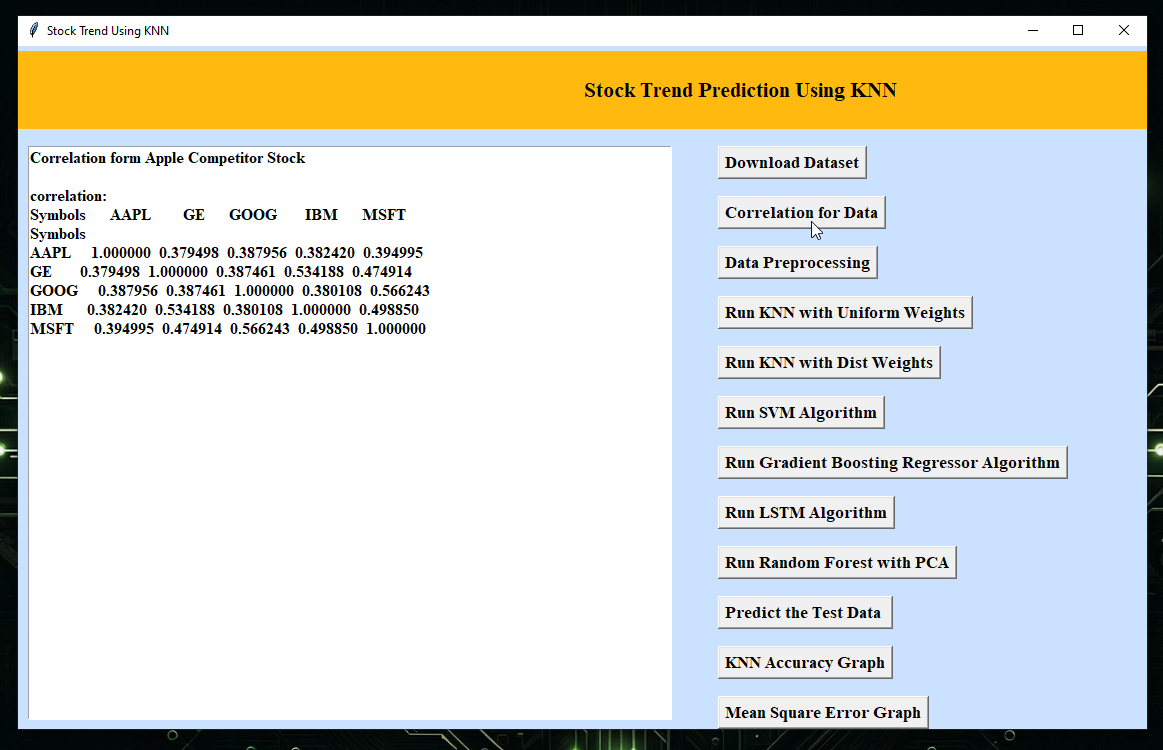 Stock Trend Using KNN
Stock Trend Prediction Using KNN
Correlation form Apple Competitor Stock
correlation:
Symbols AAPL GE GOOG IBM MSFT
Symbols
AAPL 1.000000 0.379498 0.387956 0.382420 0.394995
GE 0.379498 1.000000 0.387461 0.534188 0.474914
GOOG 0.387956 0.387461 1.000000 0.380108 0.566243
IBM 0.382420 0.534188 0.380108 1.000000 0.498850
MSFT 0.394995 0.474914 0.566243 0.498850 1.000000
Download Dataset
Correlation for Data
Data Preprocessing
Run KNN with Uniform Weights
Run KNN with Dist Weights
Run SVM Algorithm
Run Gradient Boosting Regressor Algorithm
Run LSTM Algorithm
Run Random Forest with PCA
Predict the Test Data
KNN Accuracy Graph
Mean Square Error Graph